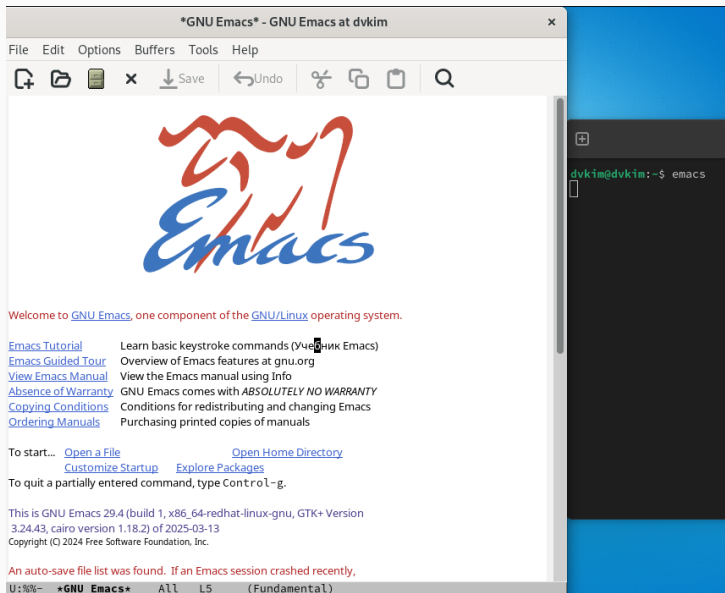 *GNU Emacs* - GNU Emacs at dvkim
File Edit Options Buffers Tools Help
Save Undo
Emacs
dvkim@dvkim:~$ emacs
Welcome to GNU Emacs, one component of the GNU/Linux operating system.
Emacs Tutorial Learn basic keystroke commands (Учебник Emacs)
Emacs Guided Tour Overview of Emacs features at gnu.org
View Emacs Manual View the Emacs manual using Info
Absence of Warranty GNU Emacs comes with ABSOLUTELY NO WARRANTY
Copying Conditions Conditions for redistributing and changing Emacs
Ordering Manuals Purchasing printed copies of manuals
To start... Open a File Open Home Directory
Customize Startup Explore Packages
To quit a partially entered command, type Control-g.
This is GNU Emacs 29.4 (build 1, x86_64-redhat-linux-gnu, GTK+ Version
3.24.43, cairo version 1.18.2) of 2025-03-13
Copyright (C) 2024 Free Software Foundation, Inc.
An auto-save file list was found. If an Emacs session crashed recently,
U:%%- *GNU Emacs* All L5 (Fundamental)